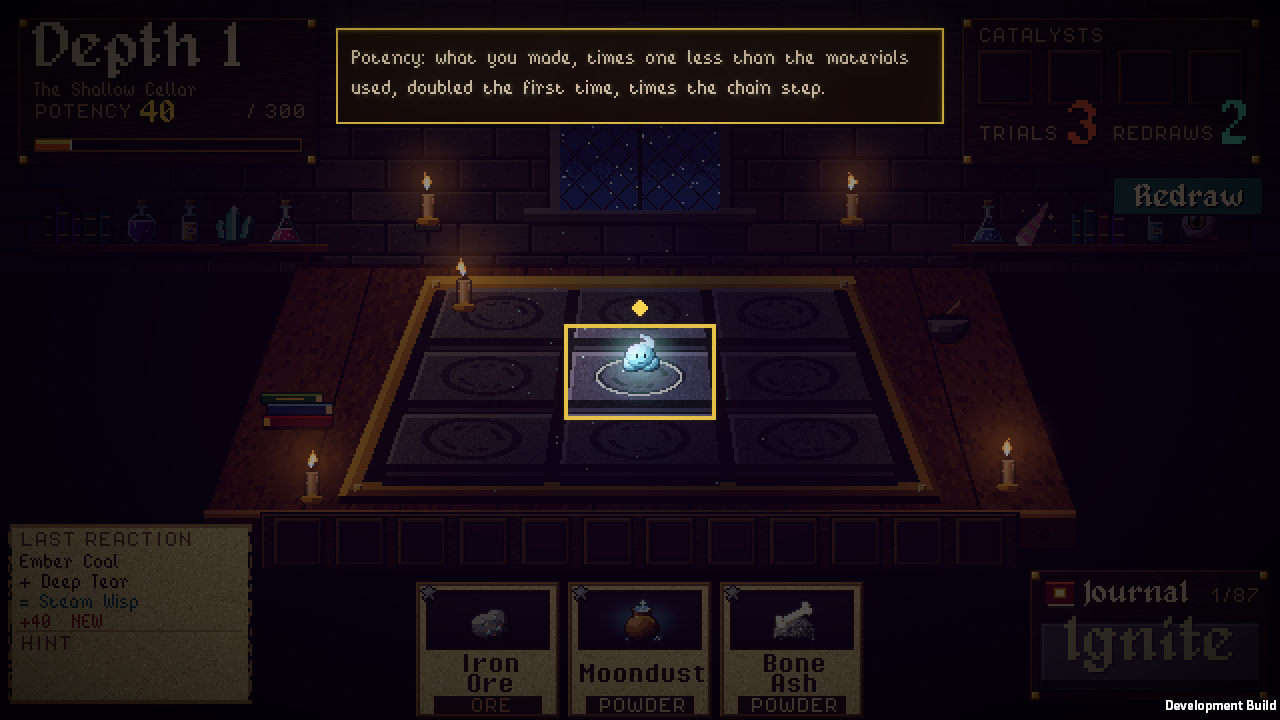 Depth 1
The Shallow Cellar
POTENCY 40 / 300
Potency: what you made, times one less than the materials
used, doubled the first time, times the chain step.
CATALYSTS
TRIALS 3 REDRAWS 2
Redraw
LAST REACTION
Ember Coal
+ Deep Tear
= Steam Wisp
+40 NEW
HINT
Iron
Ore
ORE
Moondust
POWDER
Bone
Ash
POWDER
Journal 1/87
Ignite
Development Build